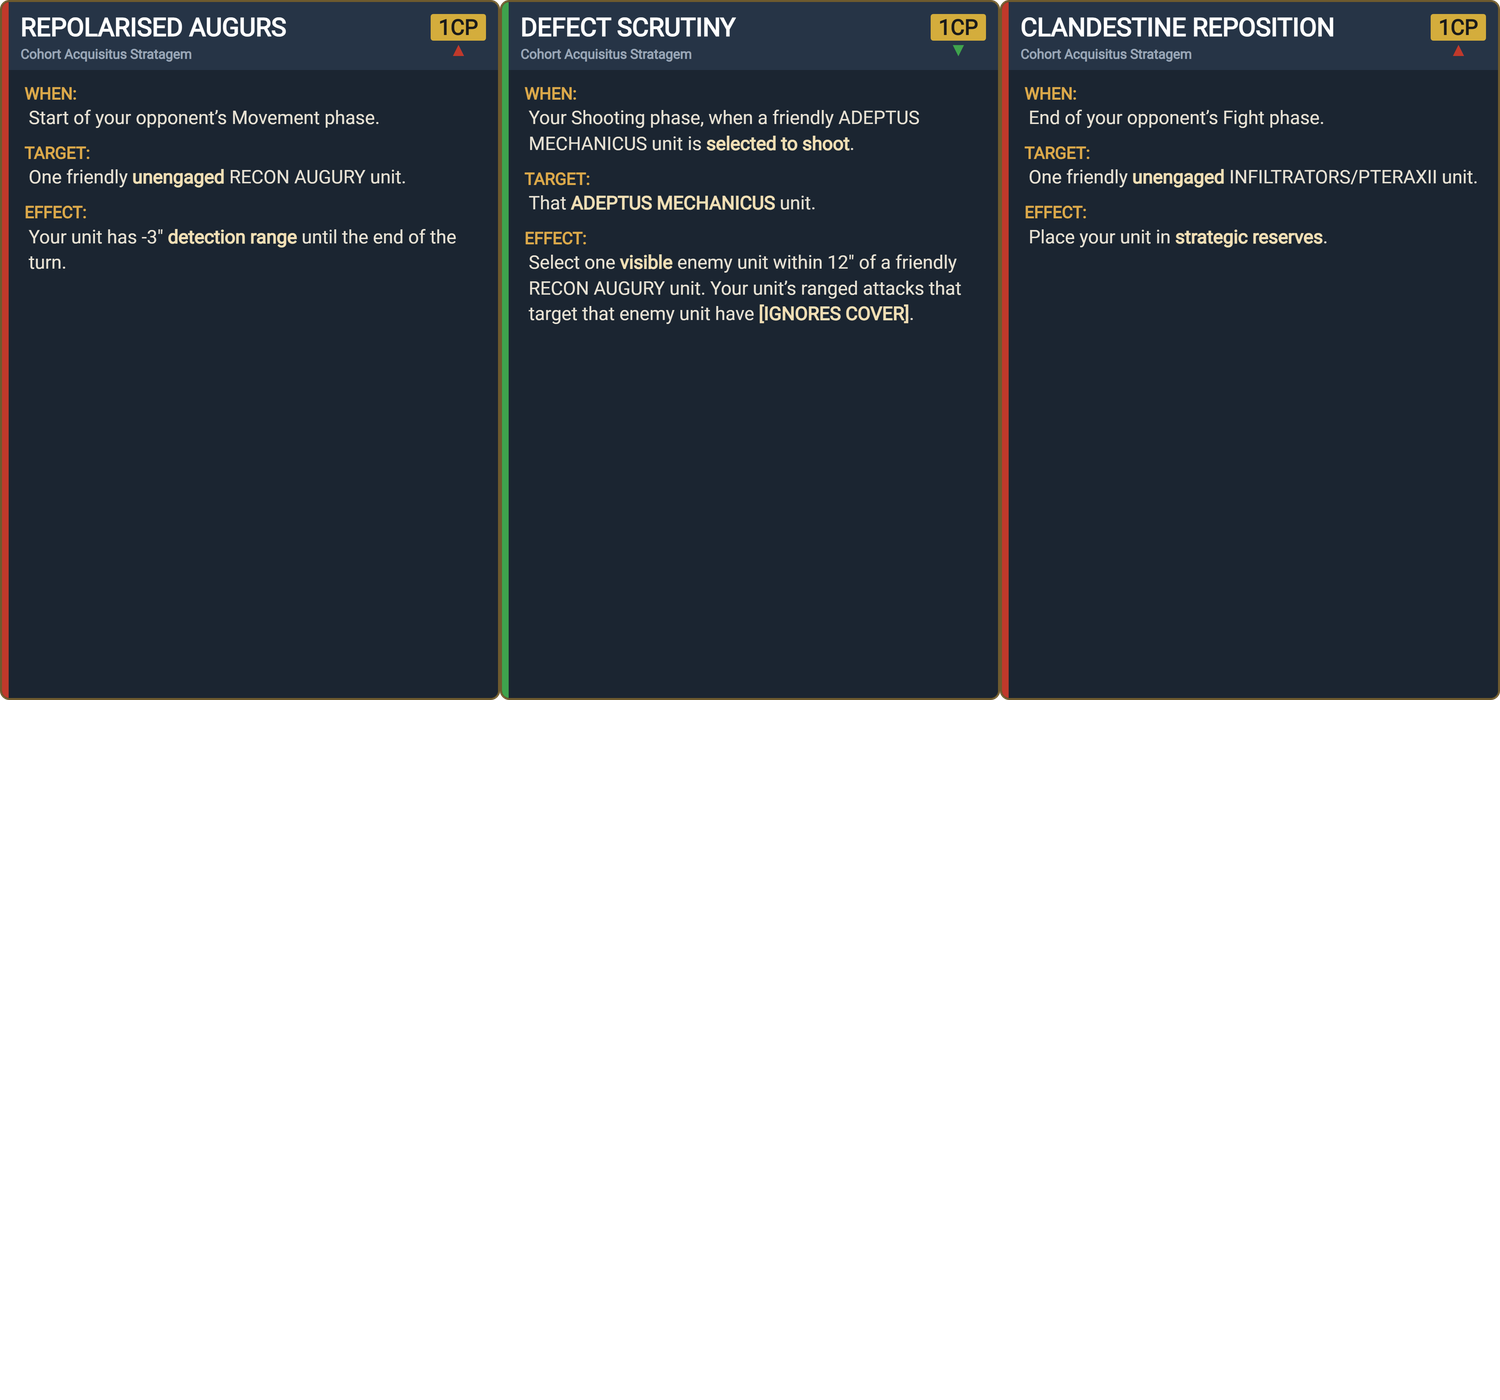 REPOLARISED AUGURS
1CP
Cohort Acquisitus Stratagem
WHEN:
Start of your opponent’s Movement phase.
TARGET:
One friendly unengaged RECON AUGURY unit.
EFFECT:
Your unit has -3" detection range until the end of the
turn.
DEFECT SCRUTINY
1CP
Cohort Acquisitus Stratagem
WHEN:
Your Shooting phase, when a friendly ADEPTUS
MECHANICUS unit is selected to shoot.
TARGET:
That ADEPTUS MECHANICUS unit.
EFFECT:
Select one visible enemy unit within 12" of a friendly
RECON AUGURY unit. Your unit’s ranged attacks that
target that enemy unit have [IGNORES COVER].
CLANDESTINE REPOSITION
1CP
Cohort Acquisitus Stratagem
WHEN:
End of your opponent’s Fight phase.
TARGET:
One friendly unengaged INFILTRATORS/PTERAXII unit.
EFFECT:
Place your unit in strategic reserves.